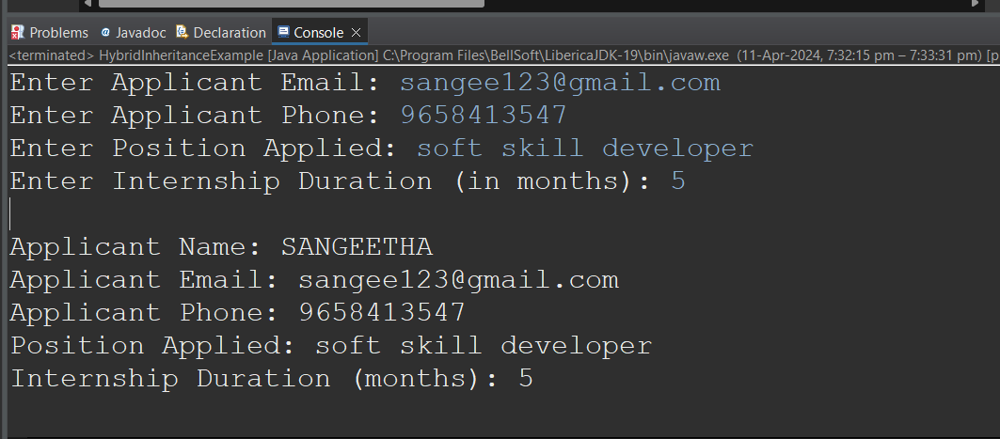 Problems @ Javadoc Declaration Console ×
<terminated> HybridInheritanceExample [Java Application] C:\Program Files\BellSoft\LibericaJDK-19\bin\javaw.exe (11-Apr-2024, 7:32:15 pm – 7:33:31 pm) [p
Enter Applicant Email: sangee123@gmail.com
Enter Applicant Phone: 9658413547
Enter Position Applied: soft skill developer
Enter Internship Duration (in months): 5
Applicant Name: SANGEETHA
Applicant Email: sangee123@gmail.com
Applicant Phone: 9658413547
Position Applied: soft skill developer
Internship Duration (months): 5